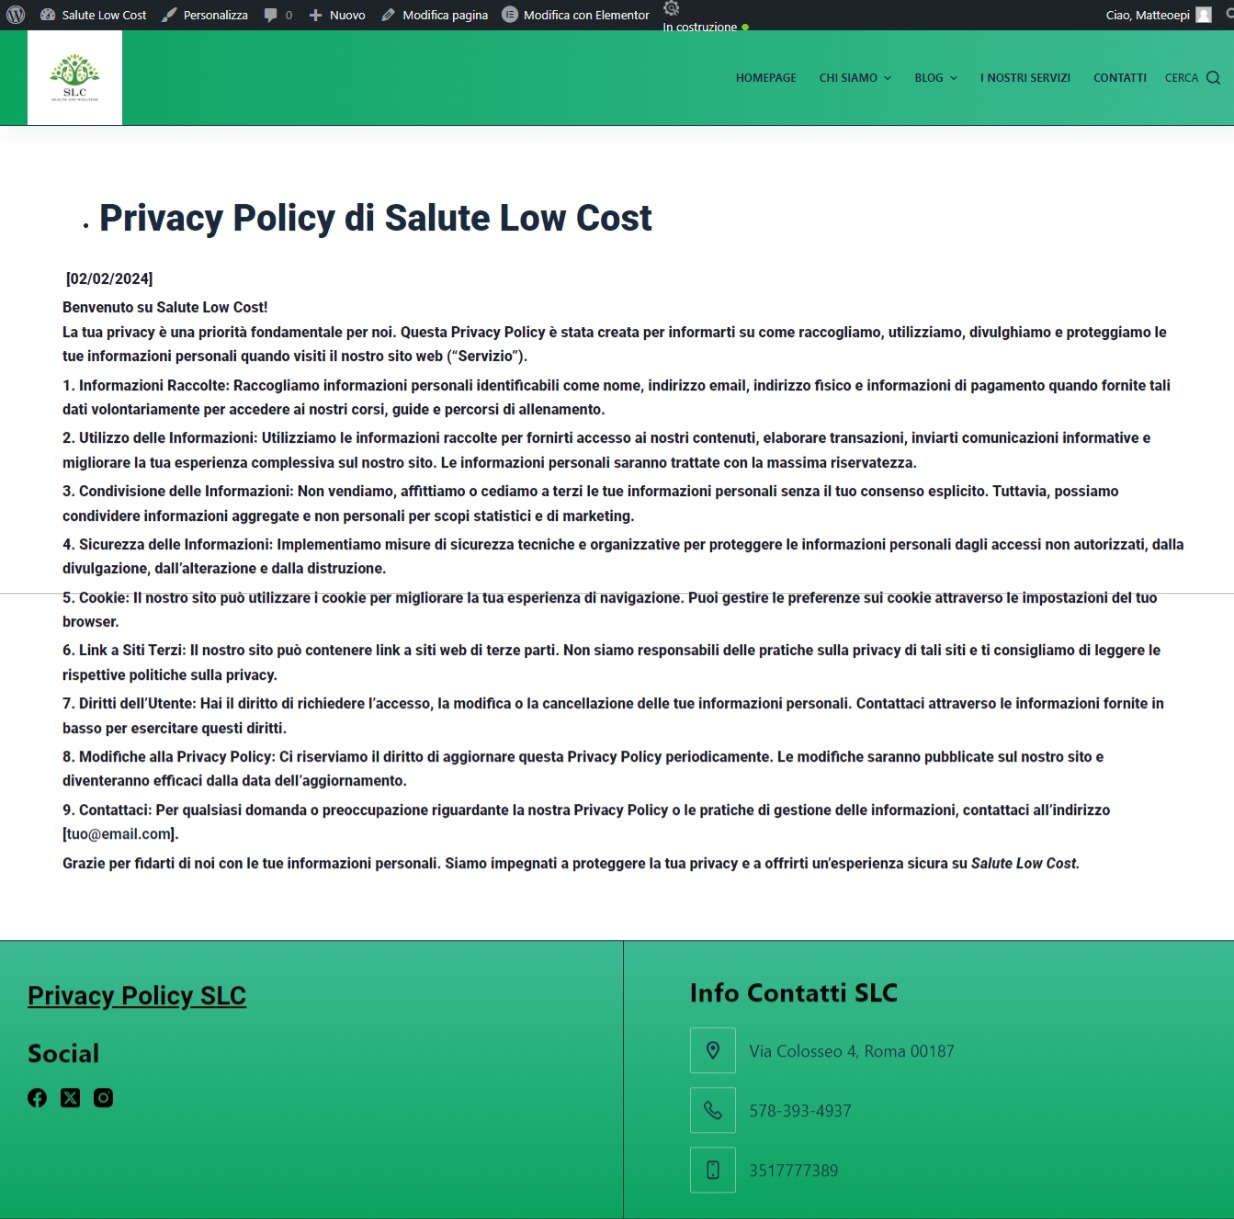 Salute Low Cost Personalizza 0 Nuovo Modifica pagina Modifica con Elementor In costruzione Ciao, Matteoepi
SLC
HEALTH AND WELLNESS
HOMEPAGE CHI SIAMO BLOG I NOSTRI SERVIZI CONTATTI CERCA
• Privacy Policy di Salute Low Cost
[02/02/2024]
Benvenuto su Salute Low Cost!
La tua privacy è una priorità fondamentale per noi. Questa Privacy Policy è stata creata per informarti su come raccogliamo, utilizziamo, divulghiamo e proteggiamo le
tue informazioni personali quando visiti il nostro sito web (“Servizio”).
1. Informazioni Raccolte: Raccogliamo informazioni personali identificabili come nome, indirizzo email, indirizzo fisico e informazioni di pagamento quando fornite tali
dati volontariamente per accedere ai nostri corsi, guide e percorsi di allenamento.
2. Utilizzo delle Informazioni: Utilizziamo le informazioni raccolte per fornirti accesso ai nostri contenuti, elaborare transazioni, inviarti comunicazioni informative e
migliorare la tua esperienza complessiva sul nostro sito. Le informazioni personali saranno trattate con la massima riservatezza.
3. Condivisione delle Informazioni: Non vendiamo, affittiamo o cediamo a terzi le tue informazioni personali senza il tuo consenso esplicito. Tuttavia, possiamo
condividere informazioni aggregate e non personali per scopi statistici e di marketing.
4. Sicurezza delle Informazioni: Implementiamo misure di sicurezza tecniche e organizzative per proteggere le informazioni personali dagli accessi non autorizzati, dalla
divulgazione, dall’alterazione e dalla distruzione.
5. Cookie: Il nostro sito può utilizzare i cookie per migliorare la tua esperienza di navigazione. Puoi gestire le preferenze sui cookie attraverso le impostazioni del tuo
browser.
6. Link a Siti Terzi: Il nostro sito può contenere link a siti web di terze parti. Non siamo responsabili delle pratiche sulla privacy di tali siti e ti consigliamo di leggere le
rispettive politiche sulla privacy.
7. Diritti dell’Utente: Hai il diritto di richiedere l’accesso, la modifica o la cancellazione delle tue informazioni personali. Contattaci attraverso le informazioni fornite in
basso per esercitare questi diritti.
8. Modifiche alla Privacy Policy: Ci riserviamo il diritto di aggiornare questa Privacy Policy periodicamente. Le modifiche saranno pubblicate sul nostro sito e
diventeranno efficaci dalla data dell’aggiornamento.
9. Contattaci: Per qualsiasi domanda o preoccupazione riguardante la nostra Privacy Policy o le pratiche di gestione delle informazioni, contattaci all’indirizzo
[tuo@email.com].
Grazie per fidarti di noi con le tue informazioni personali. Siamo impegnati a proteggere la tua privacy e a offrirti un’esperienza sicura su Salute Low Cost.
Privacy Policy SLC
Social
Info Contatti SLC
Via Colosseo 4, Roma 00187
578-393-4937
3517777389